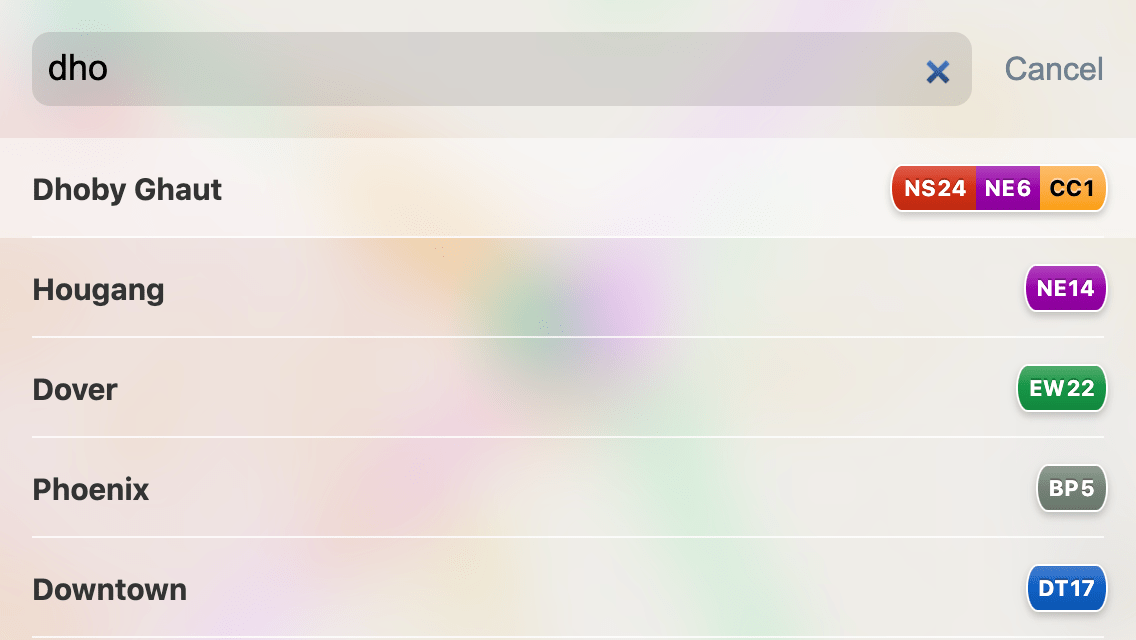 dho Cancel
Dhoby Ghaut NS24 NE6 CC1
Hougang NE14
Dover EW22
Phoenix BP5
Downtown DT17